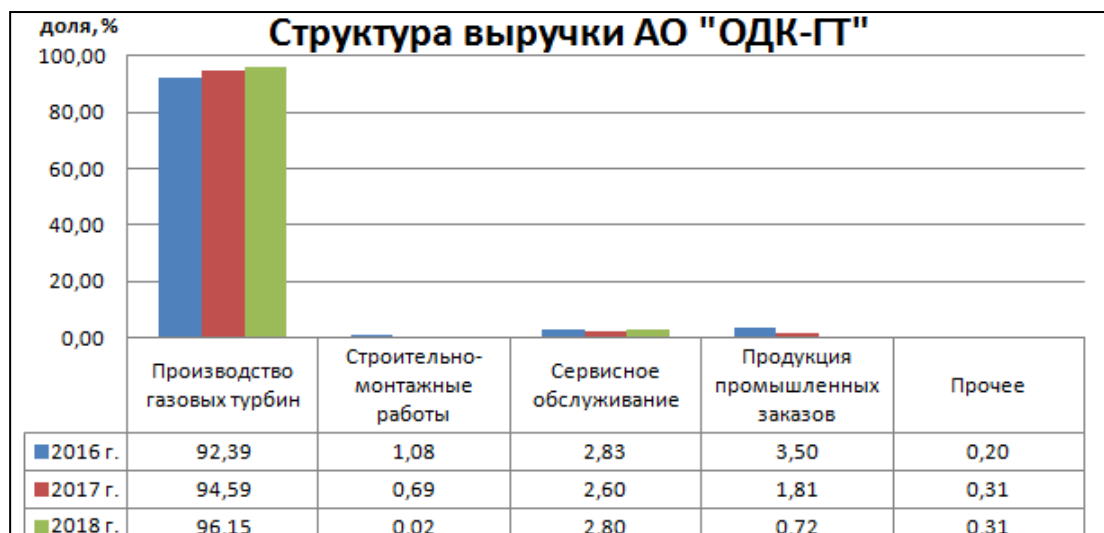 доля,%
Структура выручки АО "ОДК-ГТ"
100,00
80,00
60,00
40,00
20,00
0,00
Производство
газовых турбин
Строительно-
монтажные
работы
Сервисное
обслуживание
Продукция
промышленных
заказов
Прочее
2016 г. 92,39 1,08 2,83 3,50 0,20
2017 г. 94,59 0,69 2,60 1,81 0,31
2018 г. 96,15 0,02 2,80 0,72 0,31